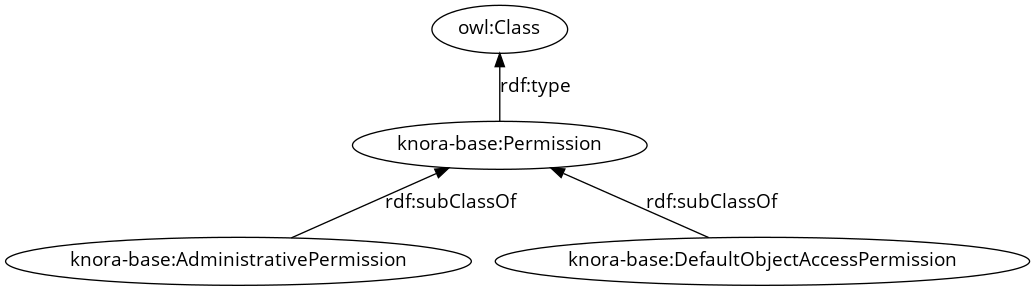 owl:Class
rdf:type
knora-base:Permission
rdf:subClassOf
rdf:subClassOf
knora-base:AdministrativePermission
knora-base:DefaultObjectAccessPermission